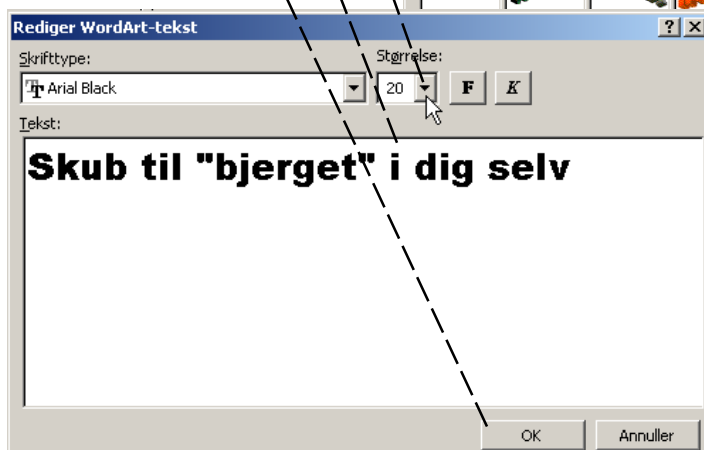 Rediger WordArt-tekst
Skrifttype: Størrelse:
Arial Black 20 F K
Tekst:
Skub til "bjerget" i dig selv
OK Annuller